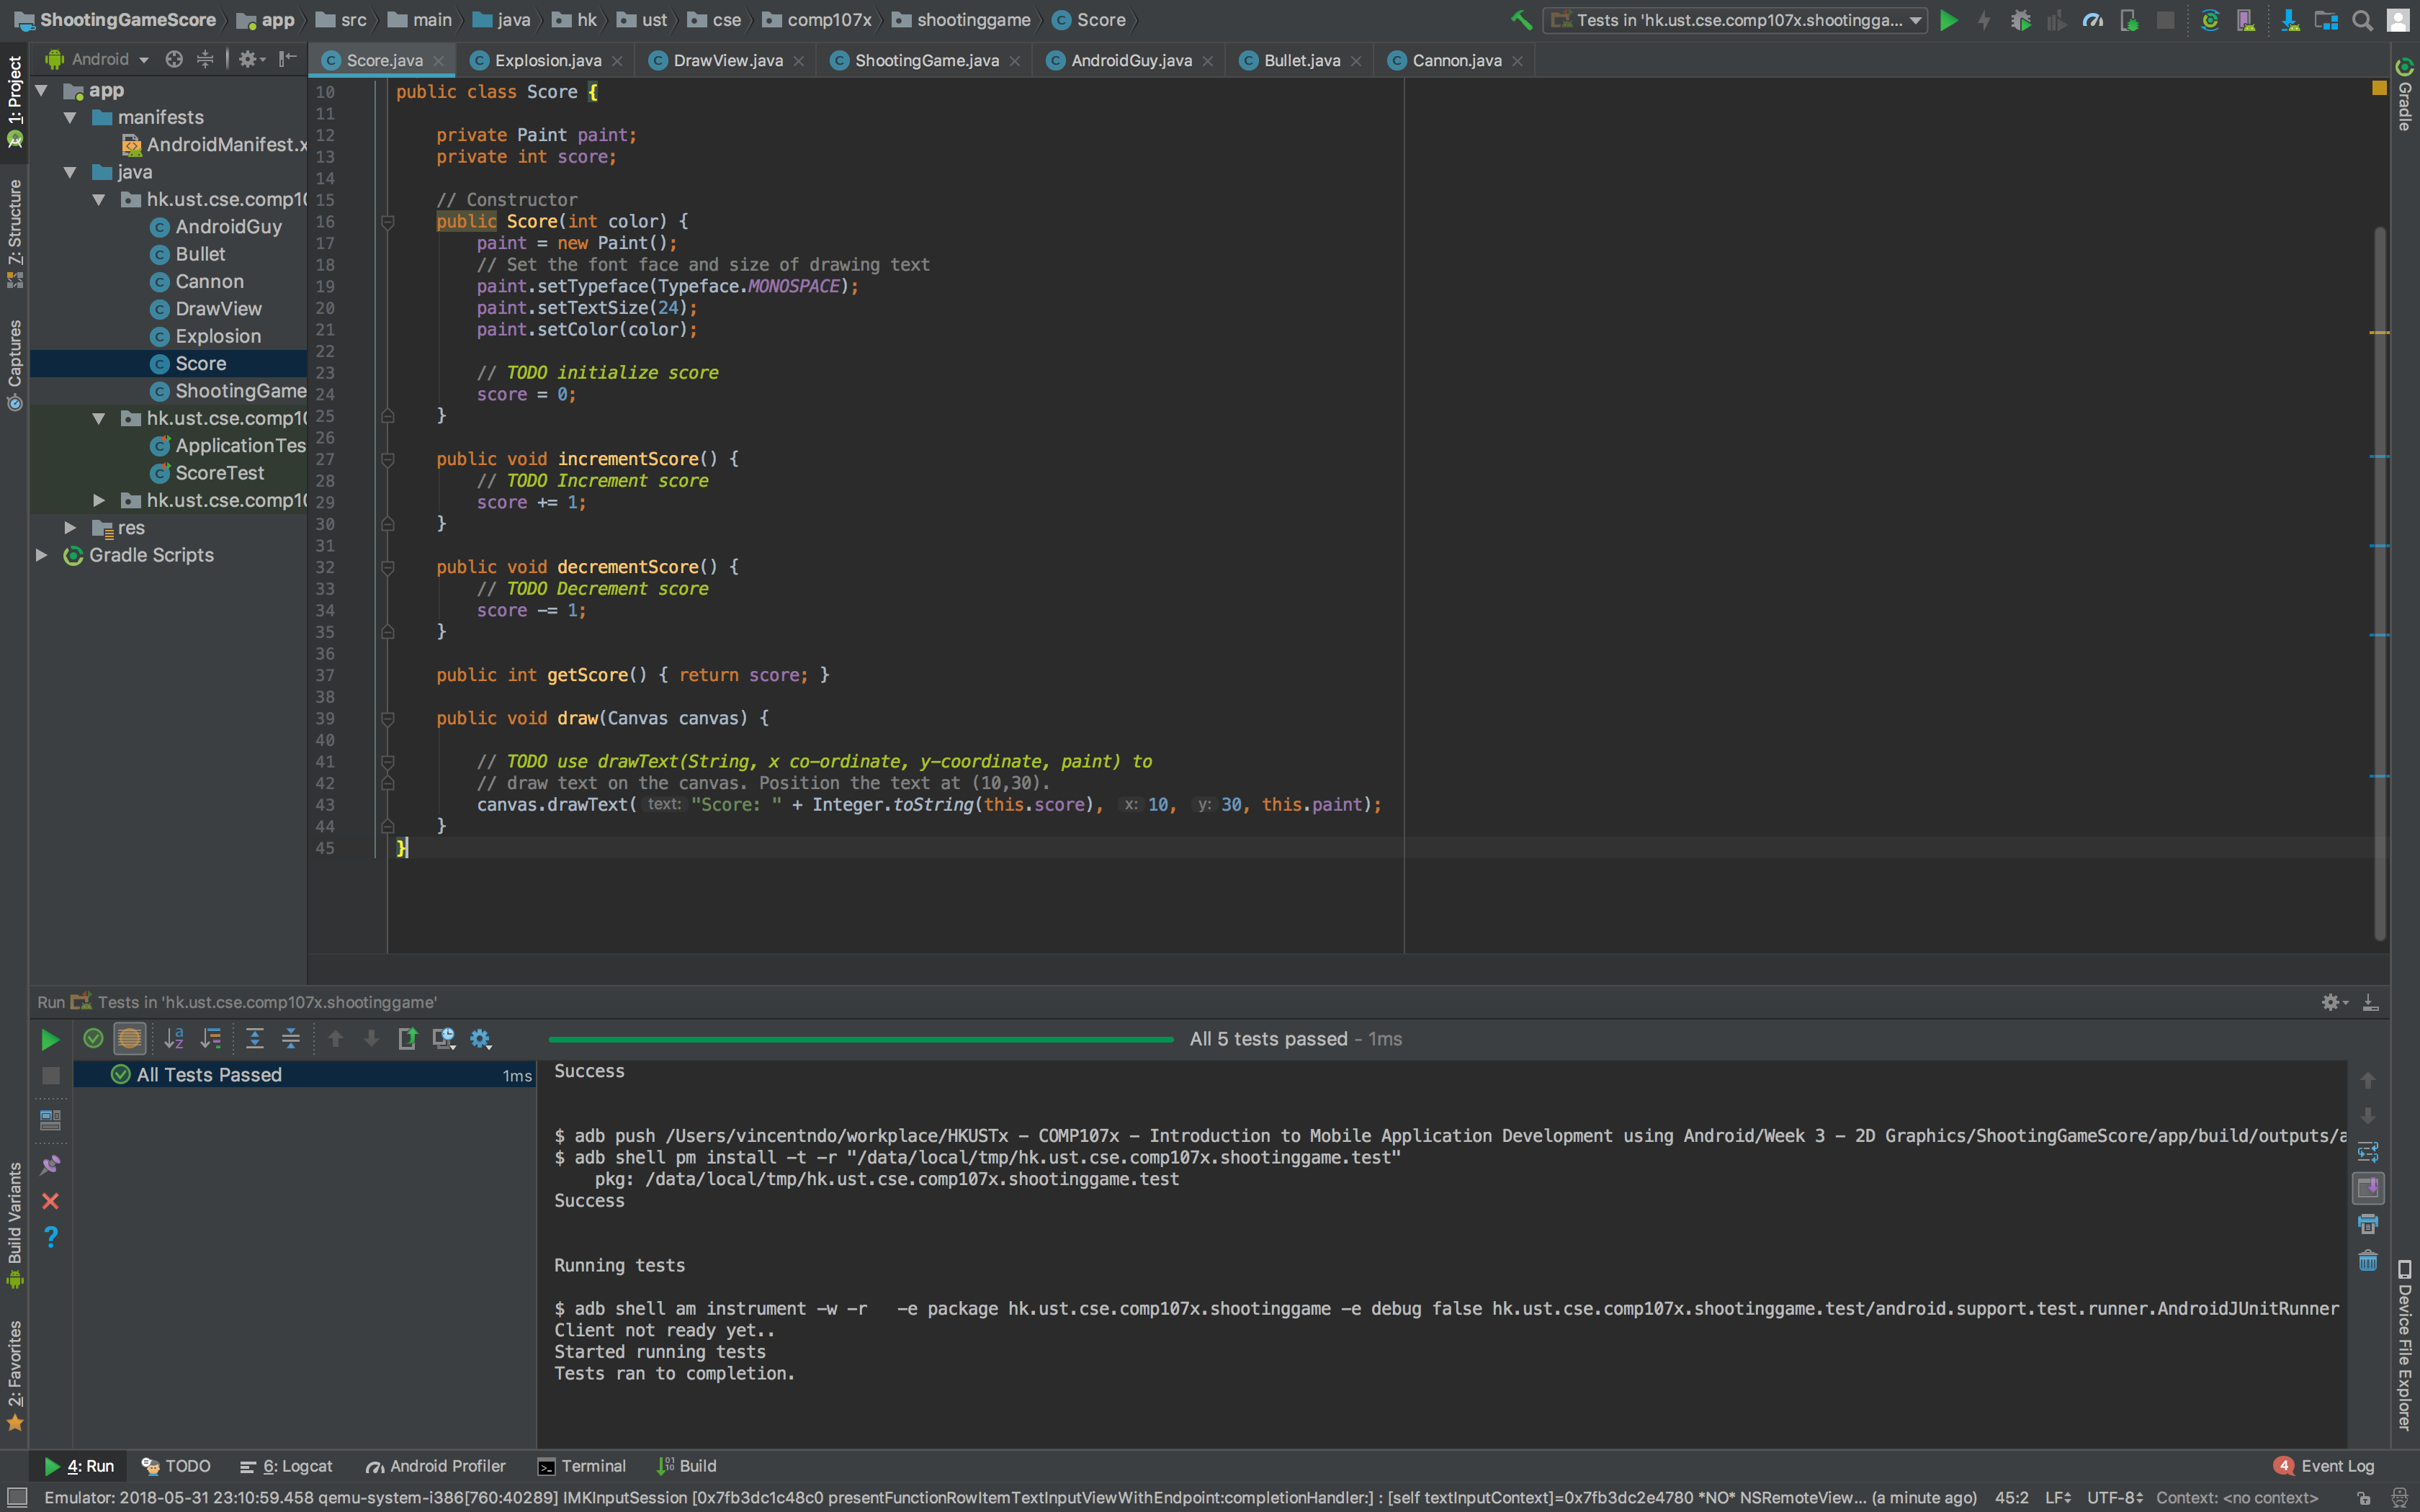 ShootingGameScore app src main java hk ust cse comp107x shootinggame Score
Tests in 'hk.ust.cse.comp107x.shootingga...
Android
Score.java Explosion.java DrawView.java ShootingGame.java AndroidGuy.java Bullet.java Cannon.java
1: Project
7: Structure
Captures
Build Variants
2: Favorites
app
manifests
AndroidManifest.x
java
hk.ust.cse.comp10
AndroidGuy
Bullet
Cannon
DrawView
Explosion
Score
ShootingGame
hk.ust.cse.comp10
ApplicationTes
ScoreTest
hk.ust.cse.comp10
res
Gradle Scripts
10 public class Score {
11
12 private Paint paint;
13 private int score;
14
15 // Constructor
16 public Score(int color) {
17 paint = new Paint();
18 // Set the font face and size of drawing text
19 paint.setTypeface(Typeface.MONOSPACE);
20 paint.setTextSize(24);
21 paint.setColor(color);
22
23 // TODO initialize score
24 score = 0;
25 }
26
27 public void incrementScore() {
28 // TODO Increment score
29 score += 1;
30 }
31
32 public void decrementScore() {
33 // TODO Decrement score
34 score -= 1;
35 }
36
37 public int getScore() { return score; }
38
39 public void draw(Canvas canvas) {
40
41 // TODO use drawText(String, x co-ordinate, y-coordinate, paint) to
42 // draw text on the canvas. Position the text at (10,30).
43 canvas.drawText( text: "Score: " + Integer.toString(this.score), x: 10, y: 30, this.paint);
44 }
45 }
Gradle
Device File Explorer
Run Tests in 'hk.ust.cse.comp107x.shootinggame'
All 5 tests passed - 1ms
All Tests Passed 1ms
Success
$ adb push /Users/vincentndo/workplace/HKUSTx - COMP107x - Introduction to Mobile Application Development using Android/Week 3 - 2D Graphics/ShootingGameScore/app/build/outputs/a
$ adb shell pm install -t -r "/data/local/tmp/hk.ust.cse.comp107x.shootinggame.test"
pkg: /data/local/tmp/hk.ust.cse.comp107x.shootinggame.test
Success
Running tests
$ adb shell am instrument -w -r -e package hk.ust.cse.comp107x.shootinggame -e debug false hk.ust.cse.comp107x.shootinggame.test/android.support.test.runner.AndroidJUnitRunner
Client not ready yet..
Started running tests
Tests ran to completion.
4: Run TODO 6: Logcat Android Profiler Terminal Build 4 Event Log
Emulator: 2018-05-31 23:10:59.458 qemu-system-i386[760:40289] IMKInputSession [0x7fb3dc1c48c0 presentFunctionRowItemTextInputViewWithEndpoint:completionHandler:] : [self textInputContext]=0x7fb3dc2e4780 *NO* NSRemoteView... (a minute ago) 45:2 LF UTF-8 Context: <no context>